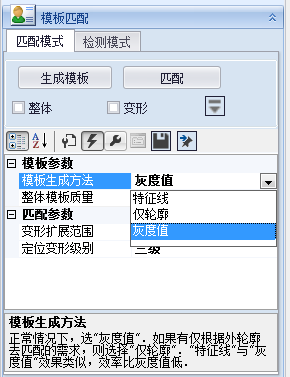 模板匹配
匹配模式 检测模式
生成模板 匹配
整体 变形
模板参数
模板生成方法 灰度值
整体模板质量 特征线
仅轮廓
匹配参数 灰度值
变形扩展范围
定位变形级别 三级
模板生成方法
正常情况下，选"灰度值"．如果有仅根据外轮廓
去匹配的需求，则选择"仅轮廓"．"特征线"与"灰
度值"效果类似，效率比灰度值低．